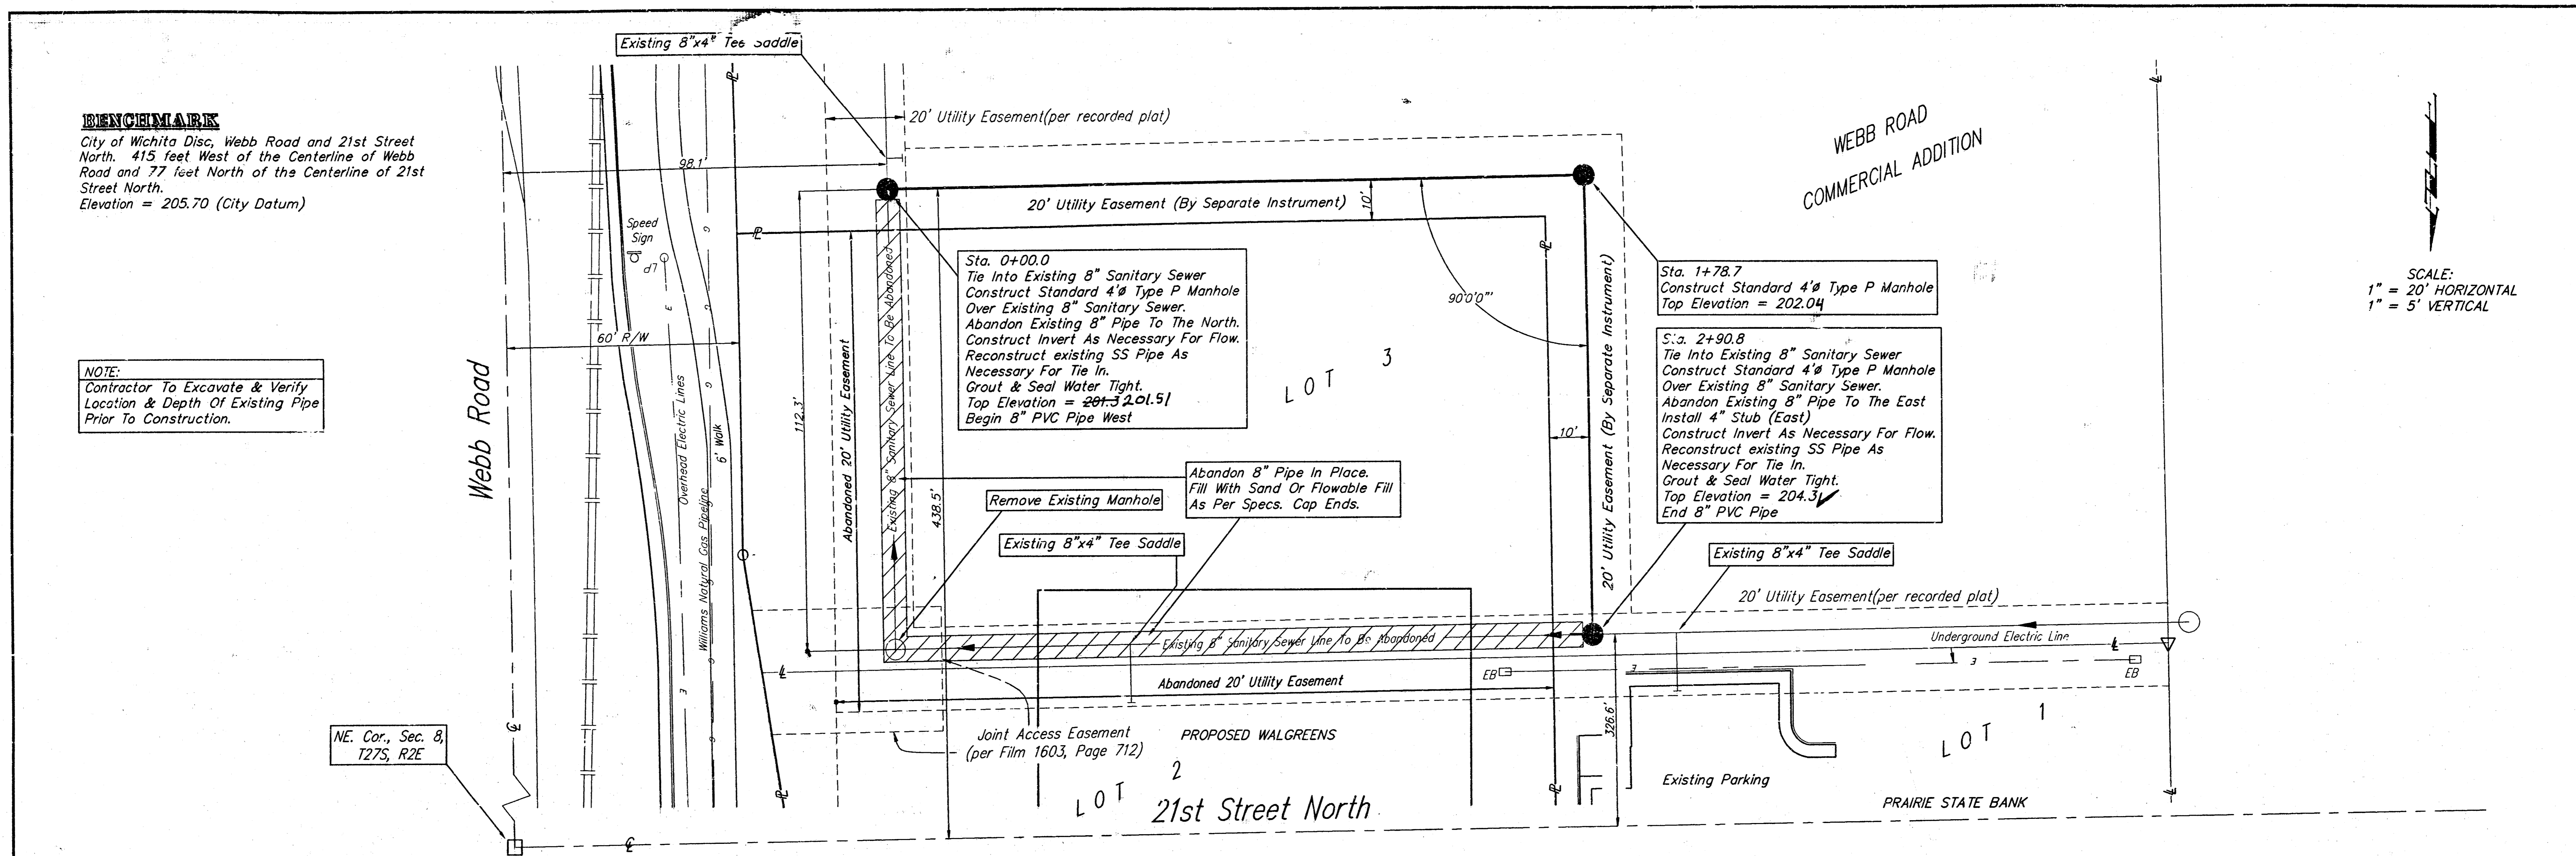 Existing 8"x4" Tee Saddle
BENCHMARK
City of Wichita Disc, Webb Road and 21st Street
North. 415 feet West of the Centerline of Webb
Road and 77 feet North of the Centerline of 21st
Street North.
Elevation = 205.70 (City Datum)
NOTE:
Contractor To Excavate & Verify
Location & Depth Of Existing Pipe
Prior To Construction.
20' Utility Easement(per recorded plat)
98.1'
WEBB ROAD
COMMERCIAL ADDITION
SCALE:
1" = 20' HORIZONTAL
1" = 5' VERTICAL
Speed
Sign
LP
60' R/W
Webb Road
Overhead Electric Lines
Williams Natural Gas Pipeline
6' Walk
112.3'
Abandoned 20' Utility Easement
Existing 8" Sanitary Sewer Line To Be Abandoned
438.5'
20' Utility Easement (By Separate Instrument)
10'
Sta. 0+00.0
Tie Into Existing 8" Sanitary Sewer
Construct Standard 4'ø Type P Manhole
Over Existing 8" Sanitary Sewer.
Abandon Existing 8" Pipe To The North.
Construct Invert As Necessary For Flow.
Reconstruct existing SS Pipe As
Necessary For Tie In.
Grout & Seal Water Tight.
Top Elevation = 201.3 201.51
Begin 8" PVC Pipe West
90°0'0"
LOT 3
10'
20' Utility Easement (By Separate Instrument)
Sta. 1+78.7
Construct Standard 4'ø Type P Manhole
Top Elevation = 202.04
Sta. 2+90.8
Tie Into Existing 8" Sanitary Sewer
Construct Standard 4'ø Type P Manhole
Over Existing 8" Sanitary Sewer.
Abandon Existing 8" Pipe To The East
Install 4" Stub (East)
Construct Invert As Necessary For Flow.
Reconstruct existing SS Pipe As
Necessary For Tie In.
Grout & Seal Water Tight.
Top Elevation = 204.3
End 8" PVC Pipe
Remove Existing Manhole
Abandon 8" Pipe In Place.
Fill With Sand Or Flowable Fill
As Per Specs. Cap Ends.
Existing 8"x4" Tee Saddle
Existing 8"x4" Tee Saddle
20' Utility Easement(per recorded plat)
Existing 8" Sanitary Sewer Line To Be Abandoned
Underground Electric Line
EB
E
EB
Abandoned 20' Utility Easement
326.6'
Joint Access Easement
(per Film 1603, Page 712)
PROPOSED WALGREENS
LOT 2
LOT 1
Existing Parking
PRAIRIE STATE BANK
NE. Cor., Sec. 8,
T27S, R2E
21st Street North